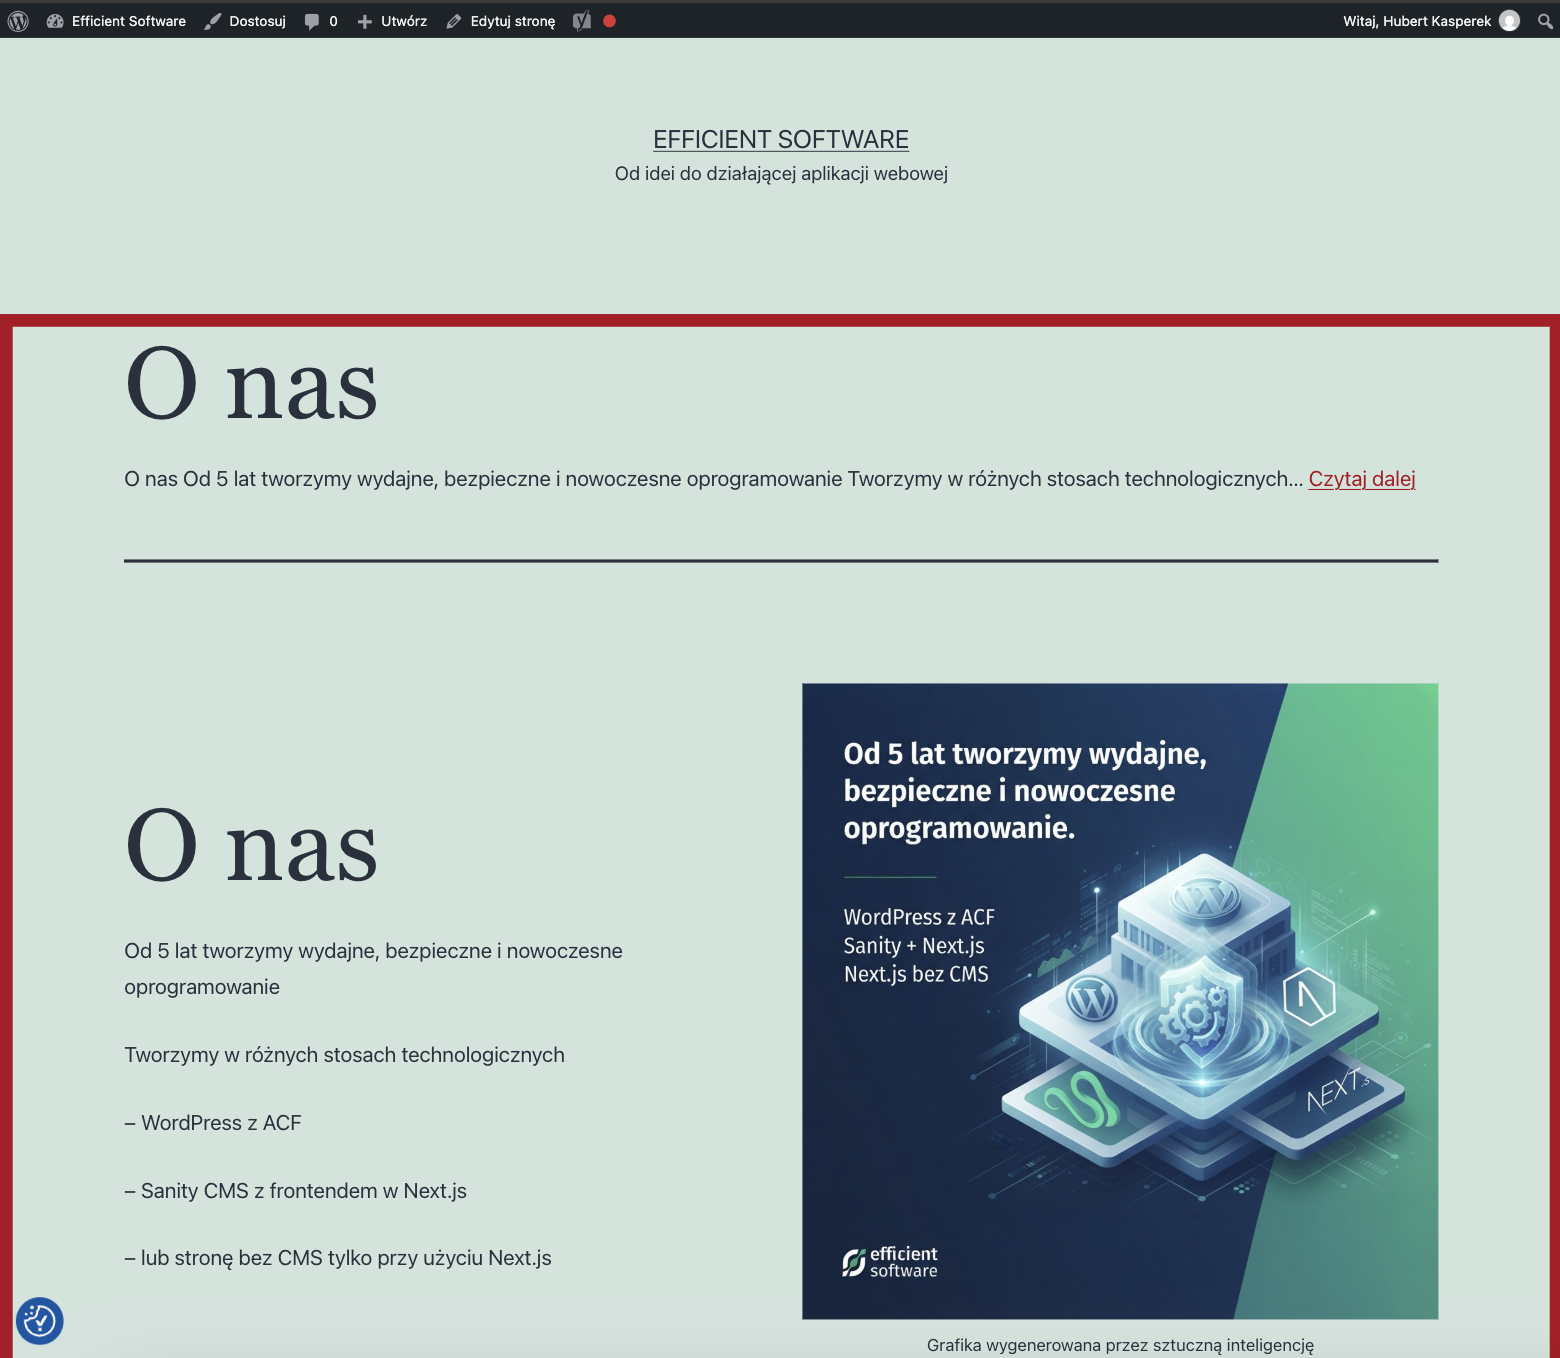 Efficient Software Dostosuj 0 Utwórz Edytuj stronę Witaj, Hubert Kasperek
EFFICIENT SOFTWARE
Od idei do działającej aplikacji webowej
O nas
O nas Od 5 lat tworzymy wydajne, bezpieczne i nowoczesne oprogramowanie Tworzymy w różnych stosach technologicznych... Czytaj dalej
O nas
Od 5 lat tworzymy wydajne, bezpieczne i nowoczesne
oprogramowanie
Tworzymy w różnych stosach technologicznych
– WordPress z ACF
– Sanity CMS z frontendem w Next.js
– lub stronę bez CMS tylko przy użyciu Next.js
Od 5 lat tworzymy wydajne,
bezpieczne i nowoczesne
oprogramowanie.
WordPress z ACF
Sanity + Next.js
Next.js bez CMS
NEXT.js
efficient
software
Grafika wygenerowana przez sztuczną inteligencję